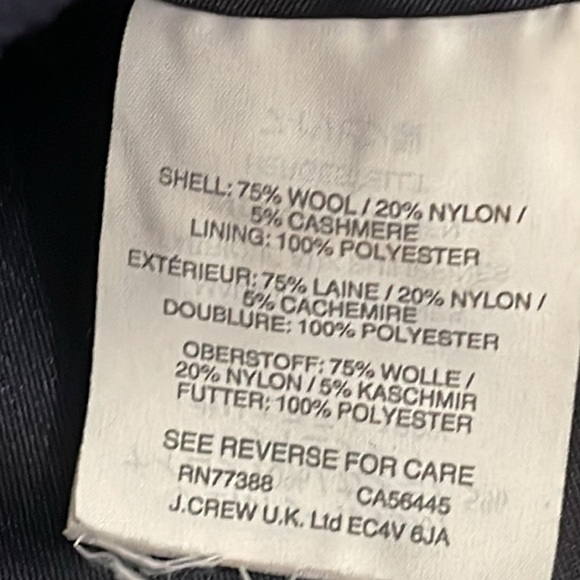 SHELL: 75% WOOL / 20% NYLON /
5% CASHMERE
LINING: 100% POLYESTER
EXTÉRIEUR: 75% LAINE / 20% NYLON /
5% CACHEMIRE
DOUBLURE: 100% POLYESTER
OBERSTOFF: 75% WOLLE /
20% NYLON / 5% KASCHMIR
FUTTER: 100% POLYESTER
SEE REVERSE FOR CARE
RN77388 CA56445
J.CREW U.K. Ltd EC4V 6JA